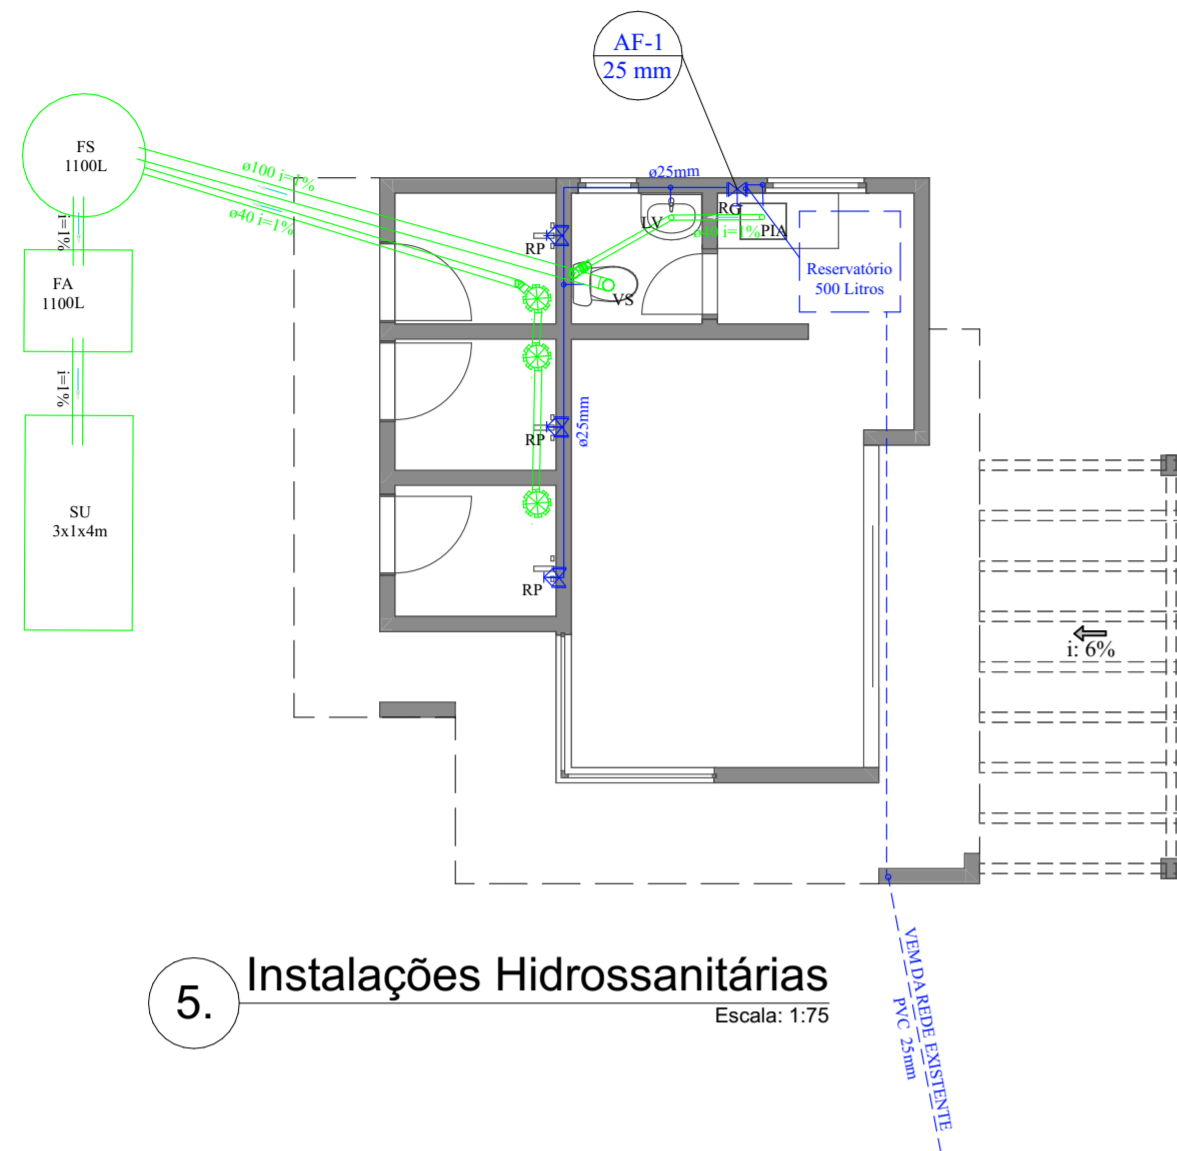 AF-1
25 mm
FS
1100L
ø100 i=1%
ø40 i=1%
i=1%
FA
1100L
i=1%
SU
3x1x4m
ø25mm
RP
LV
RG
PIA
ø40 i=1%
VS
Reservatório
500 Litros
RP
ø25mm
RP
i: 6%
5.
Instalações Hidrossanitárias
Escala: 1:75
VEM DA REDE EXISTENTE
PVC 25mm